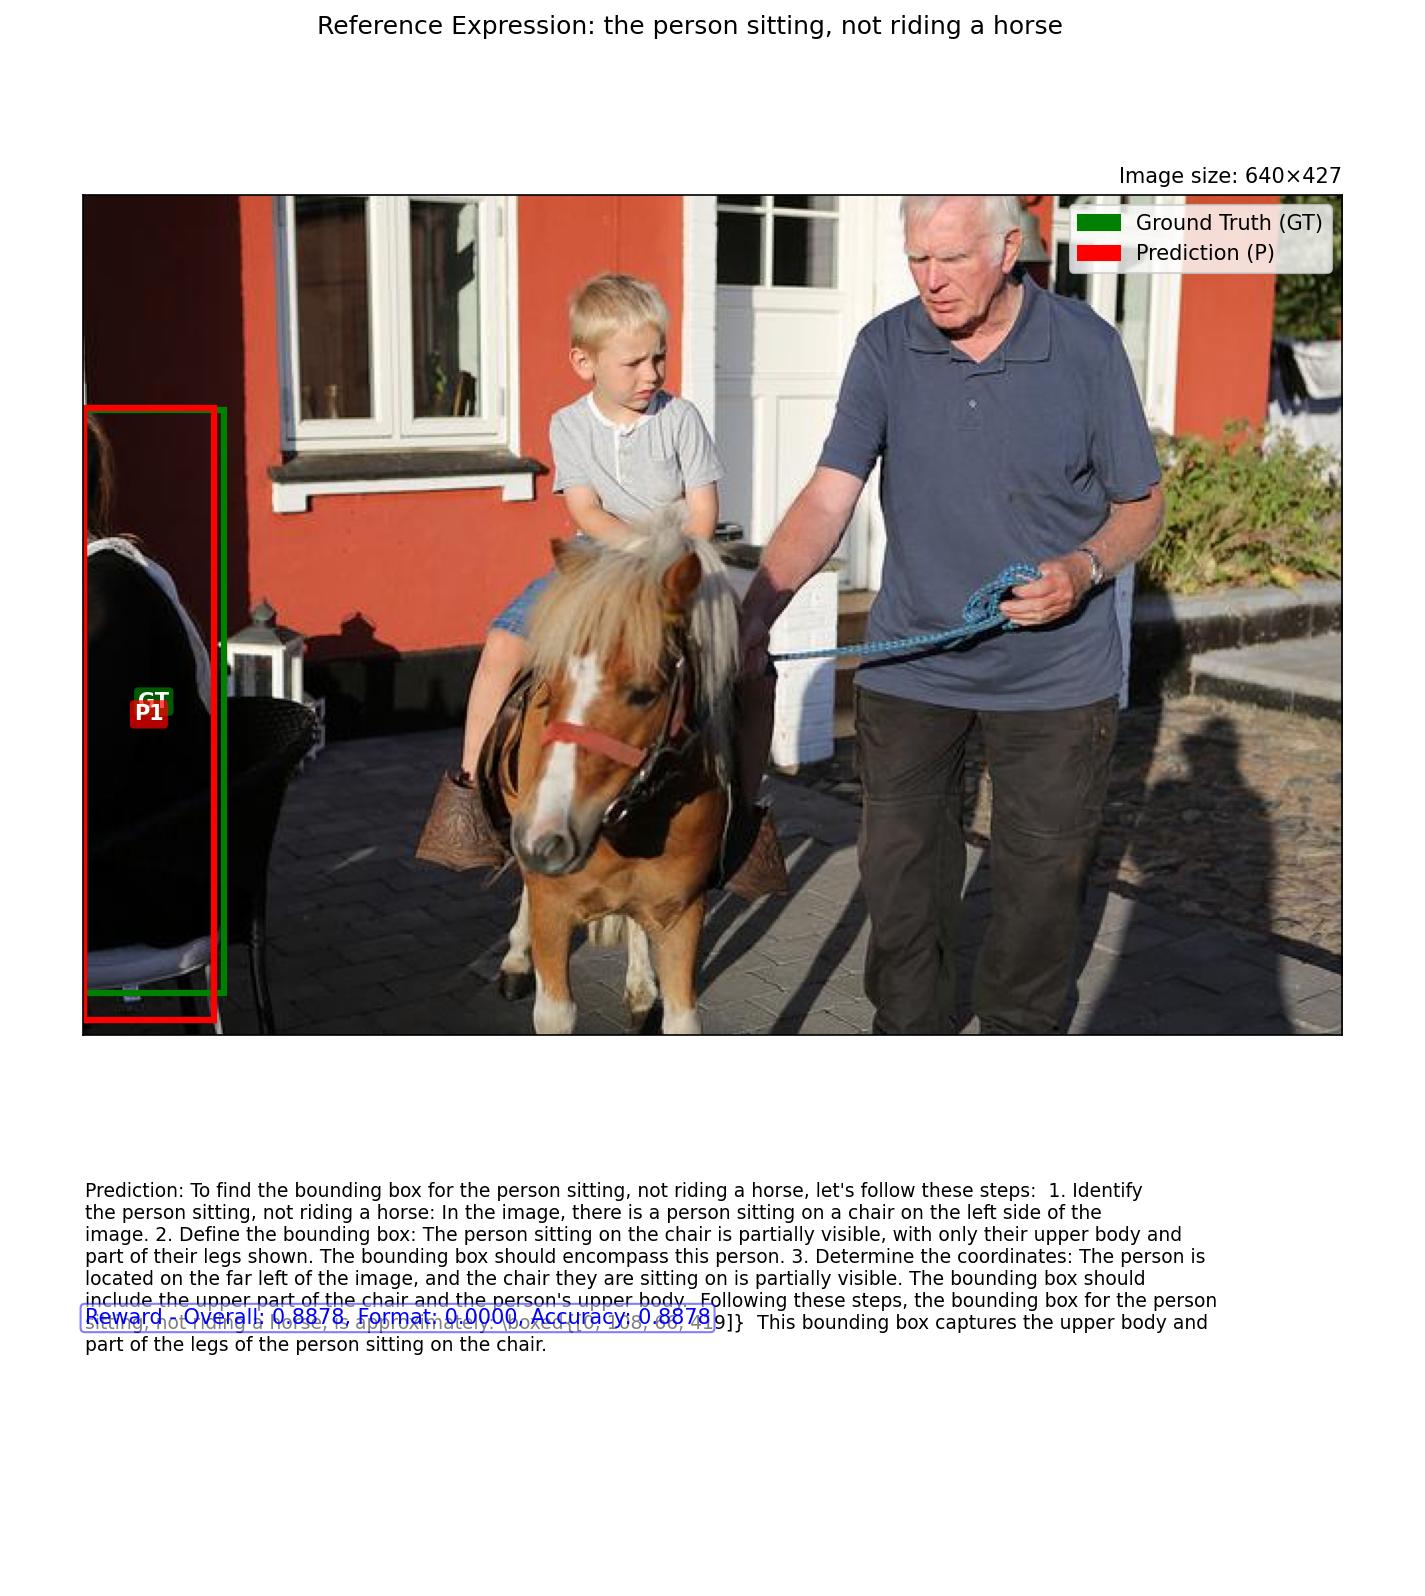 Reference Expression: the person sitting, not riding a horse
Image size: 640×427
Ground Truth (GT)
Prediction (P)
GT
P1
Prediction: To find the bounding box for the person sitting, not riding a horse, let's follow these steps:  1. Identify
the person sitting, not riding a horse: In the image, there is a person sitting on a chair on the left side of the
image. 2. Define the bounding box: The person sitting on the chair is partially visible, with only their upper body and
part of their legs shown. The bounding box should encompass this person. 3. Determine the coordinates: The person is
located on the far left of the image, and the chair they are sitting on is partially visible. The bounding box should
include the upper part of the chair and the person's upper body.  Following these steps, the bounding box for the person
Reward - Overall: 0.8878, Format: 0.0000, Accuracy: 0.8878
sitting, not riding a horse, is approximately: \boxed{[0, 108, 66, 419]}  This bounding box captures the upper body and
part of the legs of the person sitting on the chair.